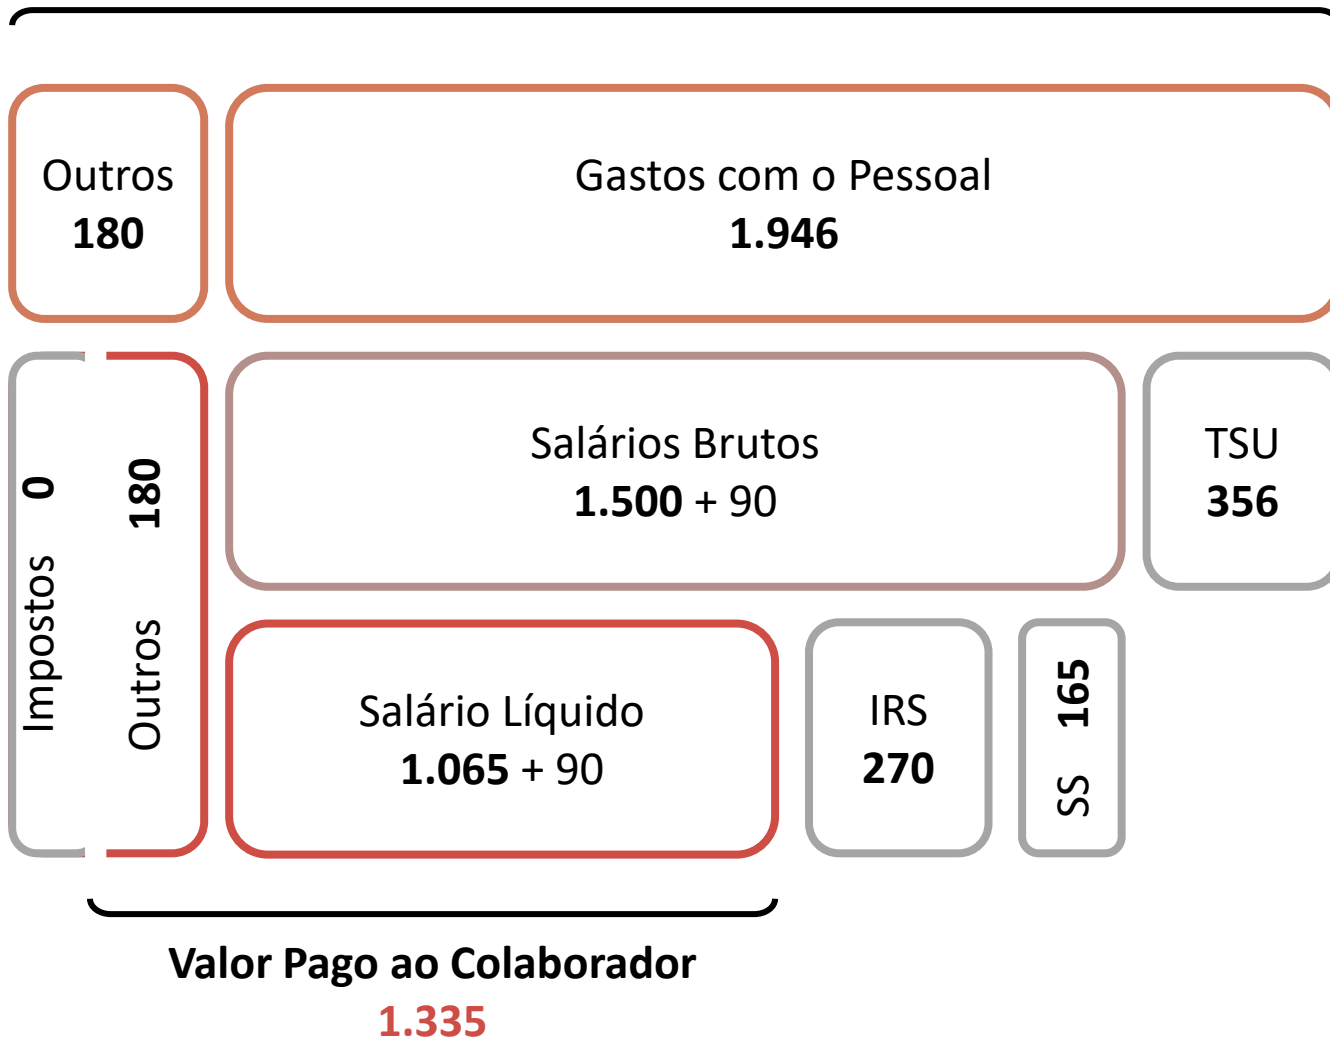 Outros
180
Gastos com o Pessoal
1.946
Impostos 0
Outros 180
Salários Brutos
1.500 + 90
TSU
356
Salário Líquido
1.065 + 90
IRS
270
SS 165
Valor Pago ao Colaborador
1.335